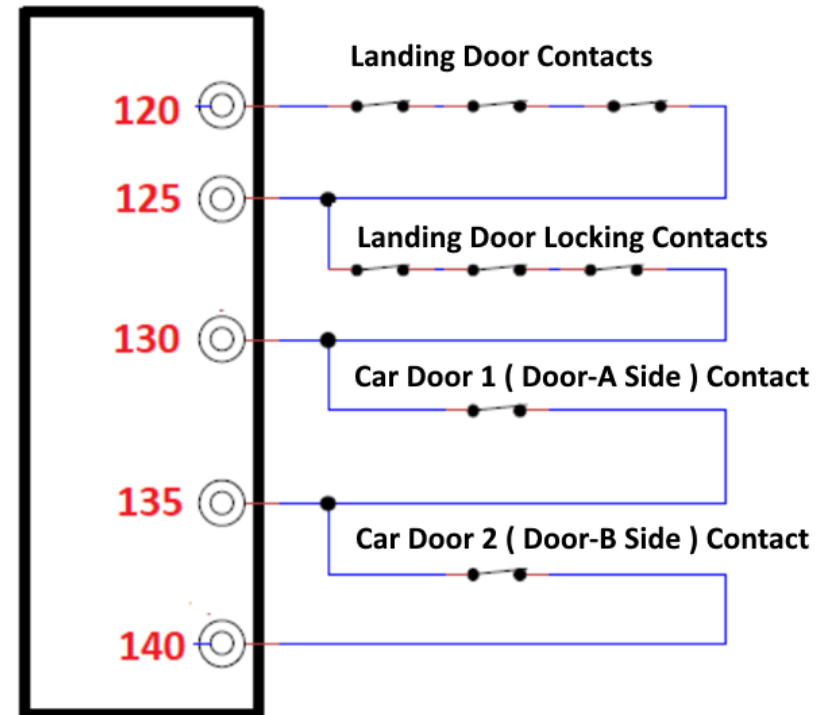 Landing Door Contacts
120
125
Landing Door Locking Contacts
130
Car Door 1 ( Door-A Side ) Contact
135
Car Door 2 ( Door-B Side ) Contact
140